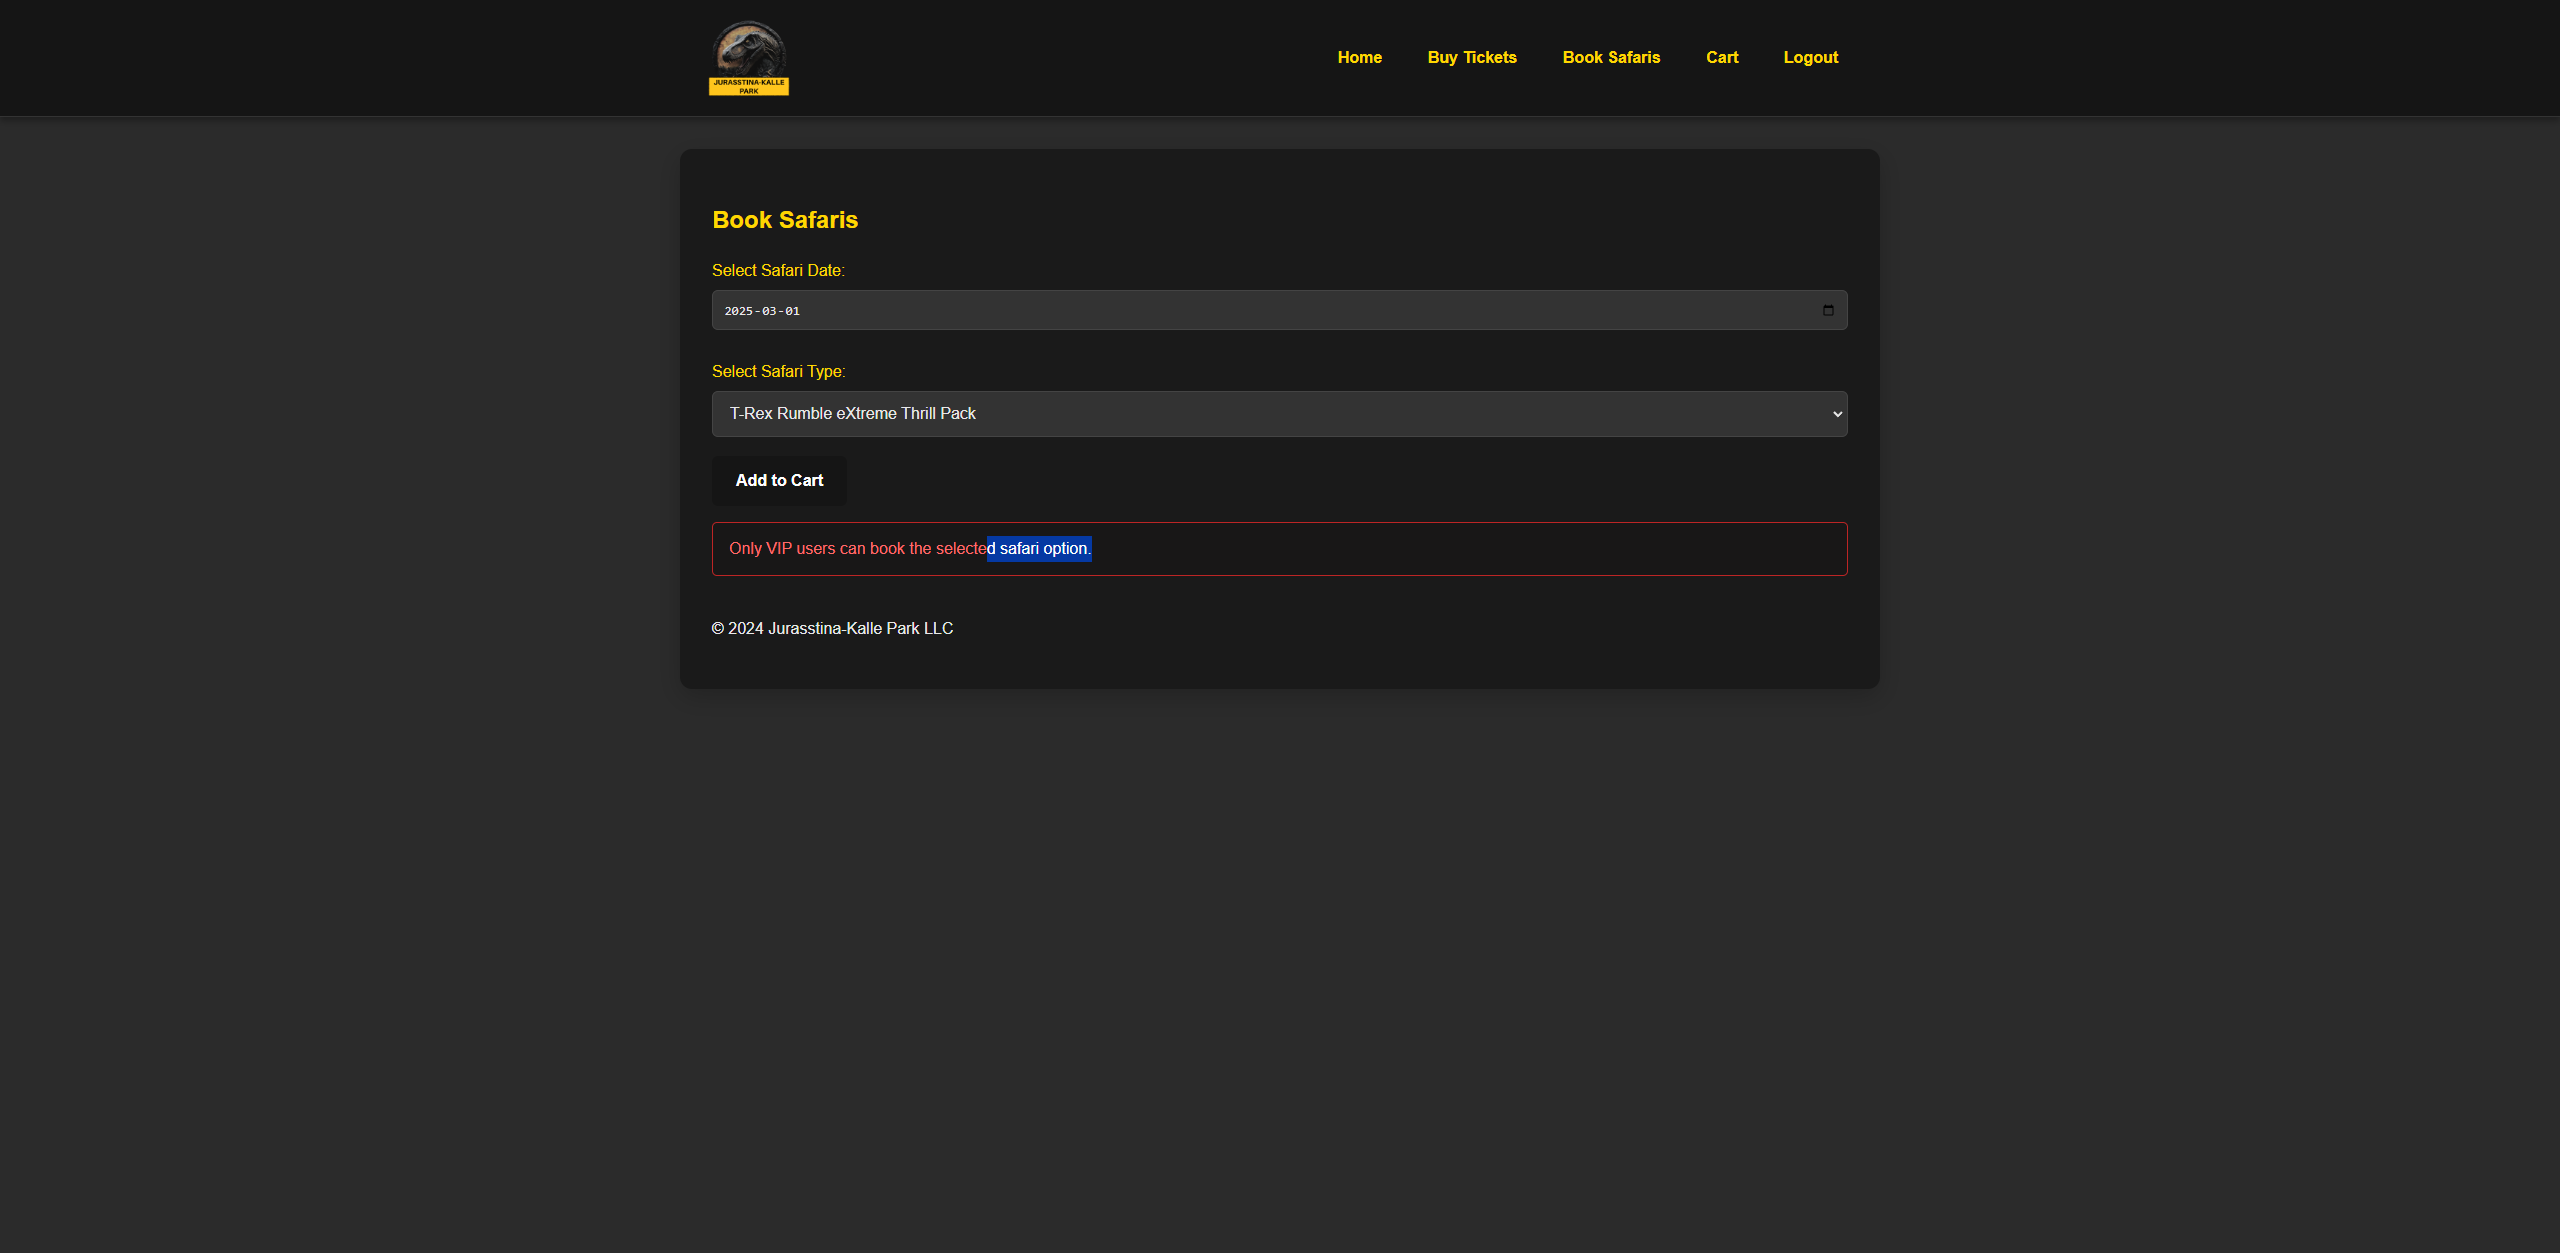 JURASSTINA-KALLE
PARK
Home
Buy Tickets
Book Safaris
Cart
Logout
Book Safaris
Select Safari Date:
2025-03-01
Select Safari Type:
T-Rex Rumble eXtreme Thrill Pack
Add to Cart
Only VIP users can book the selected safari option.
© 2024 Jurasstina-Kalle Park LLC